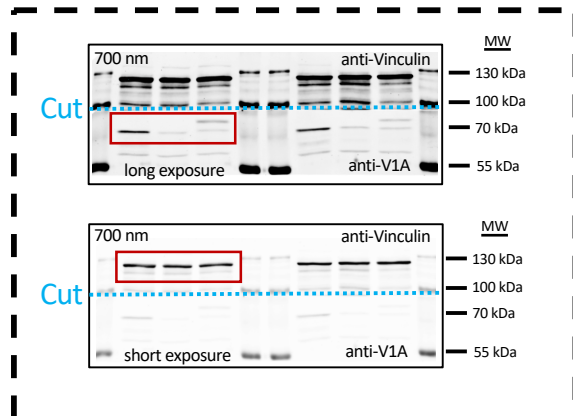 MW
700 nm
anti-Vinculin
130 kDa
Cut
100 kDa
70 kDa
long exposure
anti-V1A
55 kDa
MW
700 nm
anti-Vinculin
130 kDa
Cut
100 kDa
70 kDa
short exposure
anti-V1A
55 kDa